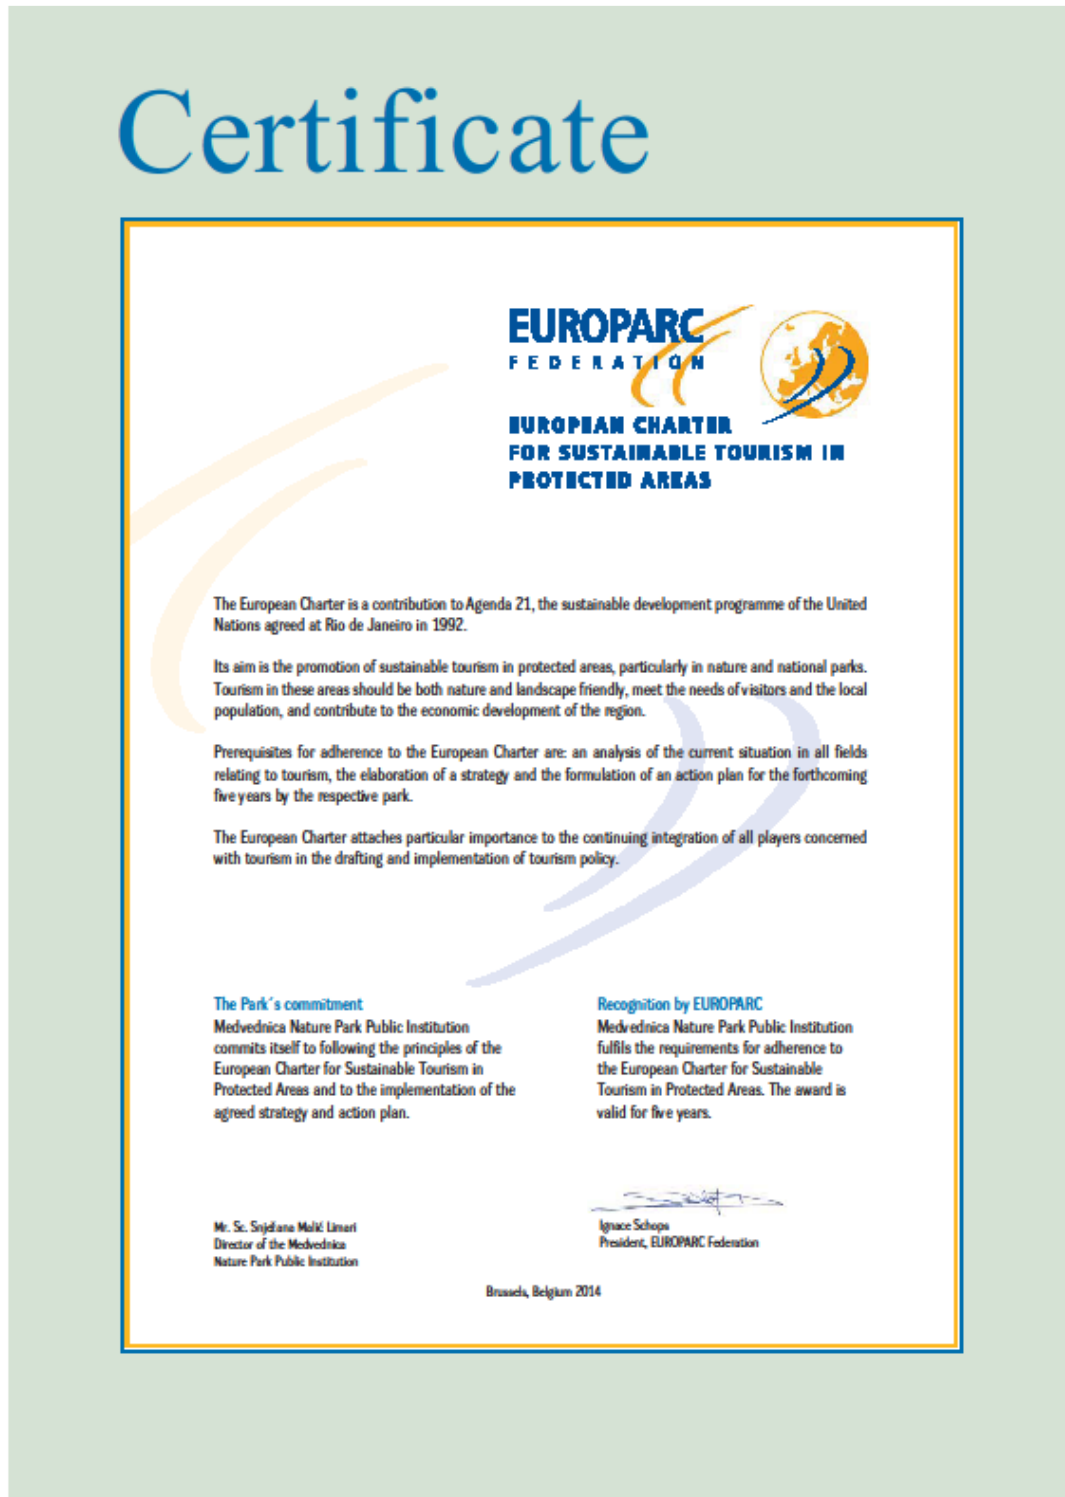 Certificate
EUROPARC
FEDERATION
EUROPEAN CHARTER
FOR SUSTAINABLE TOURISM IN
PROTECTED AREAS
The European Charter is a contribution to Agenda 21, the sustainable development programme of the United
Nations agreed at Rio de Janeiro in 1992.
Its aim is the promotion of sustainable tourism in protected areas, particularly in nature and national parks.
Tourism in these areas should be both nature and landscape friendly, meet the needs of visitors and the local
population, and contribute to the economic development of the region.
Prerequisites for adherence to the European Charter are: an analysis of the current situation in all fields
relating to tourism, the elaboration of a strategy and the formulation of an action plan for the forthcoming
five years by the respective park.
The European Charter attaches particular importance to the continuing integration of all players concerned
with tourism in the drafting and implementation of tourism policy.
The Park´s commitment
Medvednica Nature Park Public Institution
commits itself to following the principles of the
European Charter for Sustainable Tourism in
Protected Areas and to the implementation of the
agreed strategy and action plan.
Recognition by EUROPARC
Medvednica Nature Park Public Institution
fulfils the requirements for adherence to
the European Charter for Sustainable
Tourism in Protected Areas. The award is
valid for five years.
Mr. Sc. Snježana Malić Limari
Director of the Medvednica
Nature Park Public Institution
Ignace Schops
President, EUROPARC Federation
Brussels, Belgium 2014